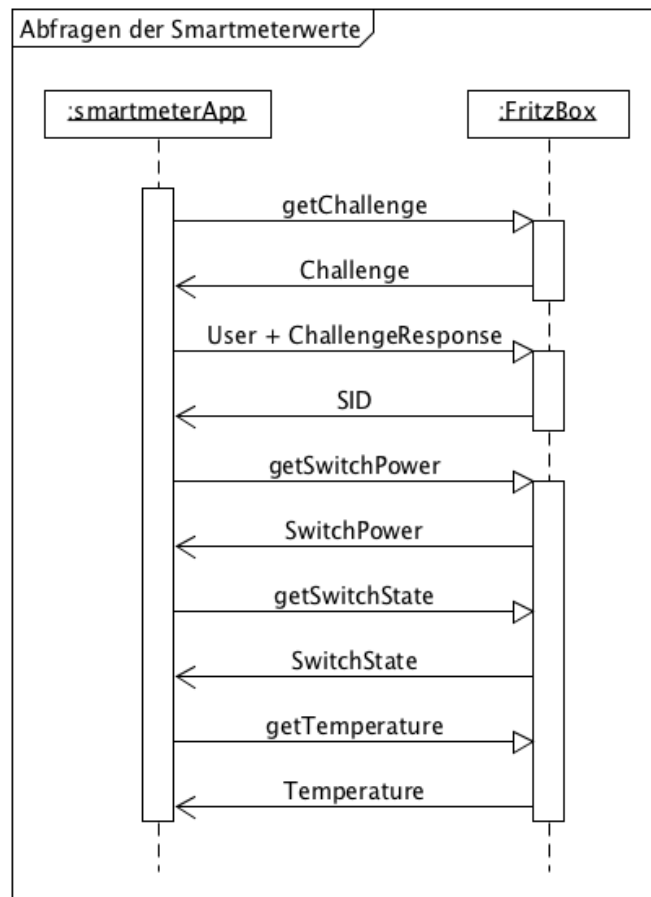 Abfragen der Smartmeterwerte
:smartmeterApp
:FritzBox
getChallenge
Challenge
User + ChallengeResponse
SID
getSwitchPower
SwitchPower
getSwitchState
SwitchState
getTemperature
Temperature